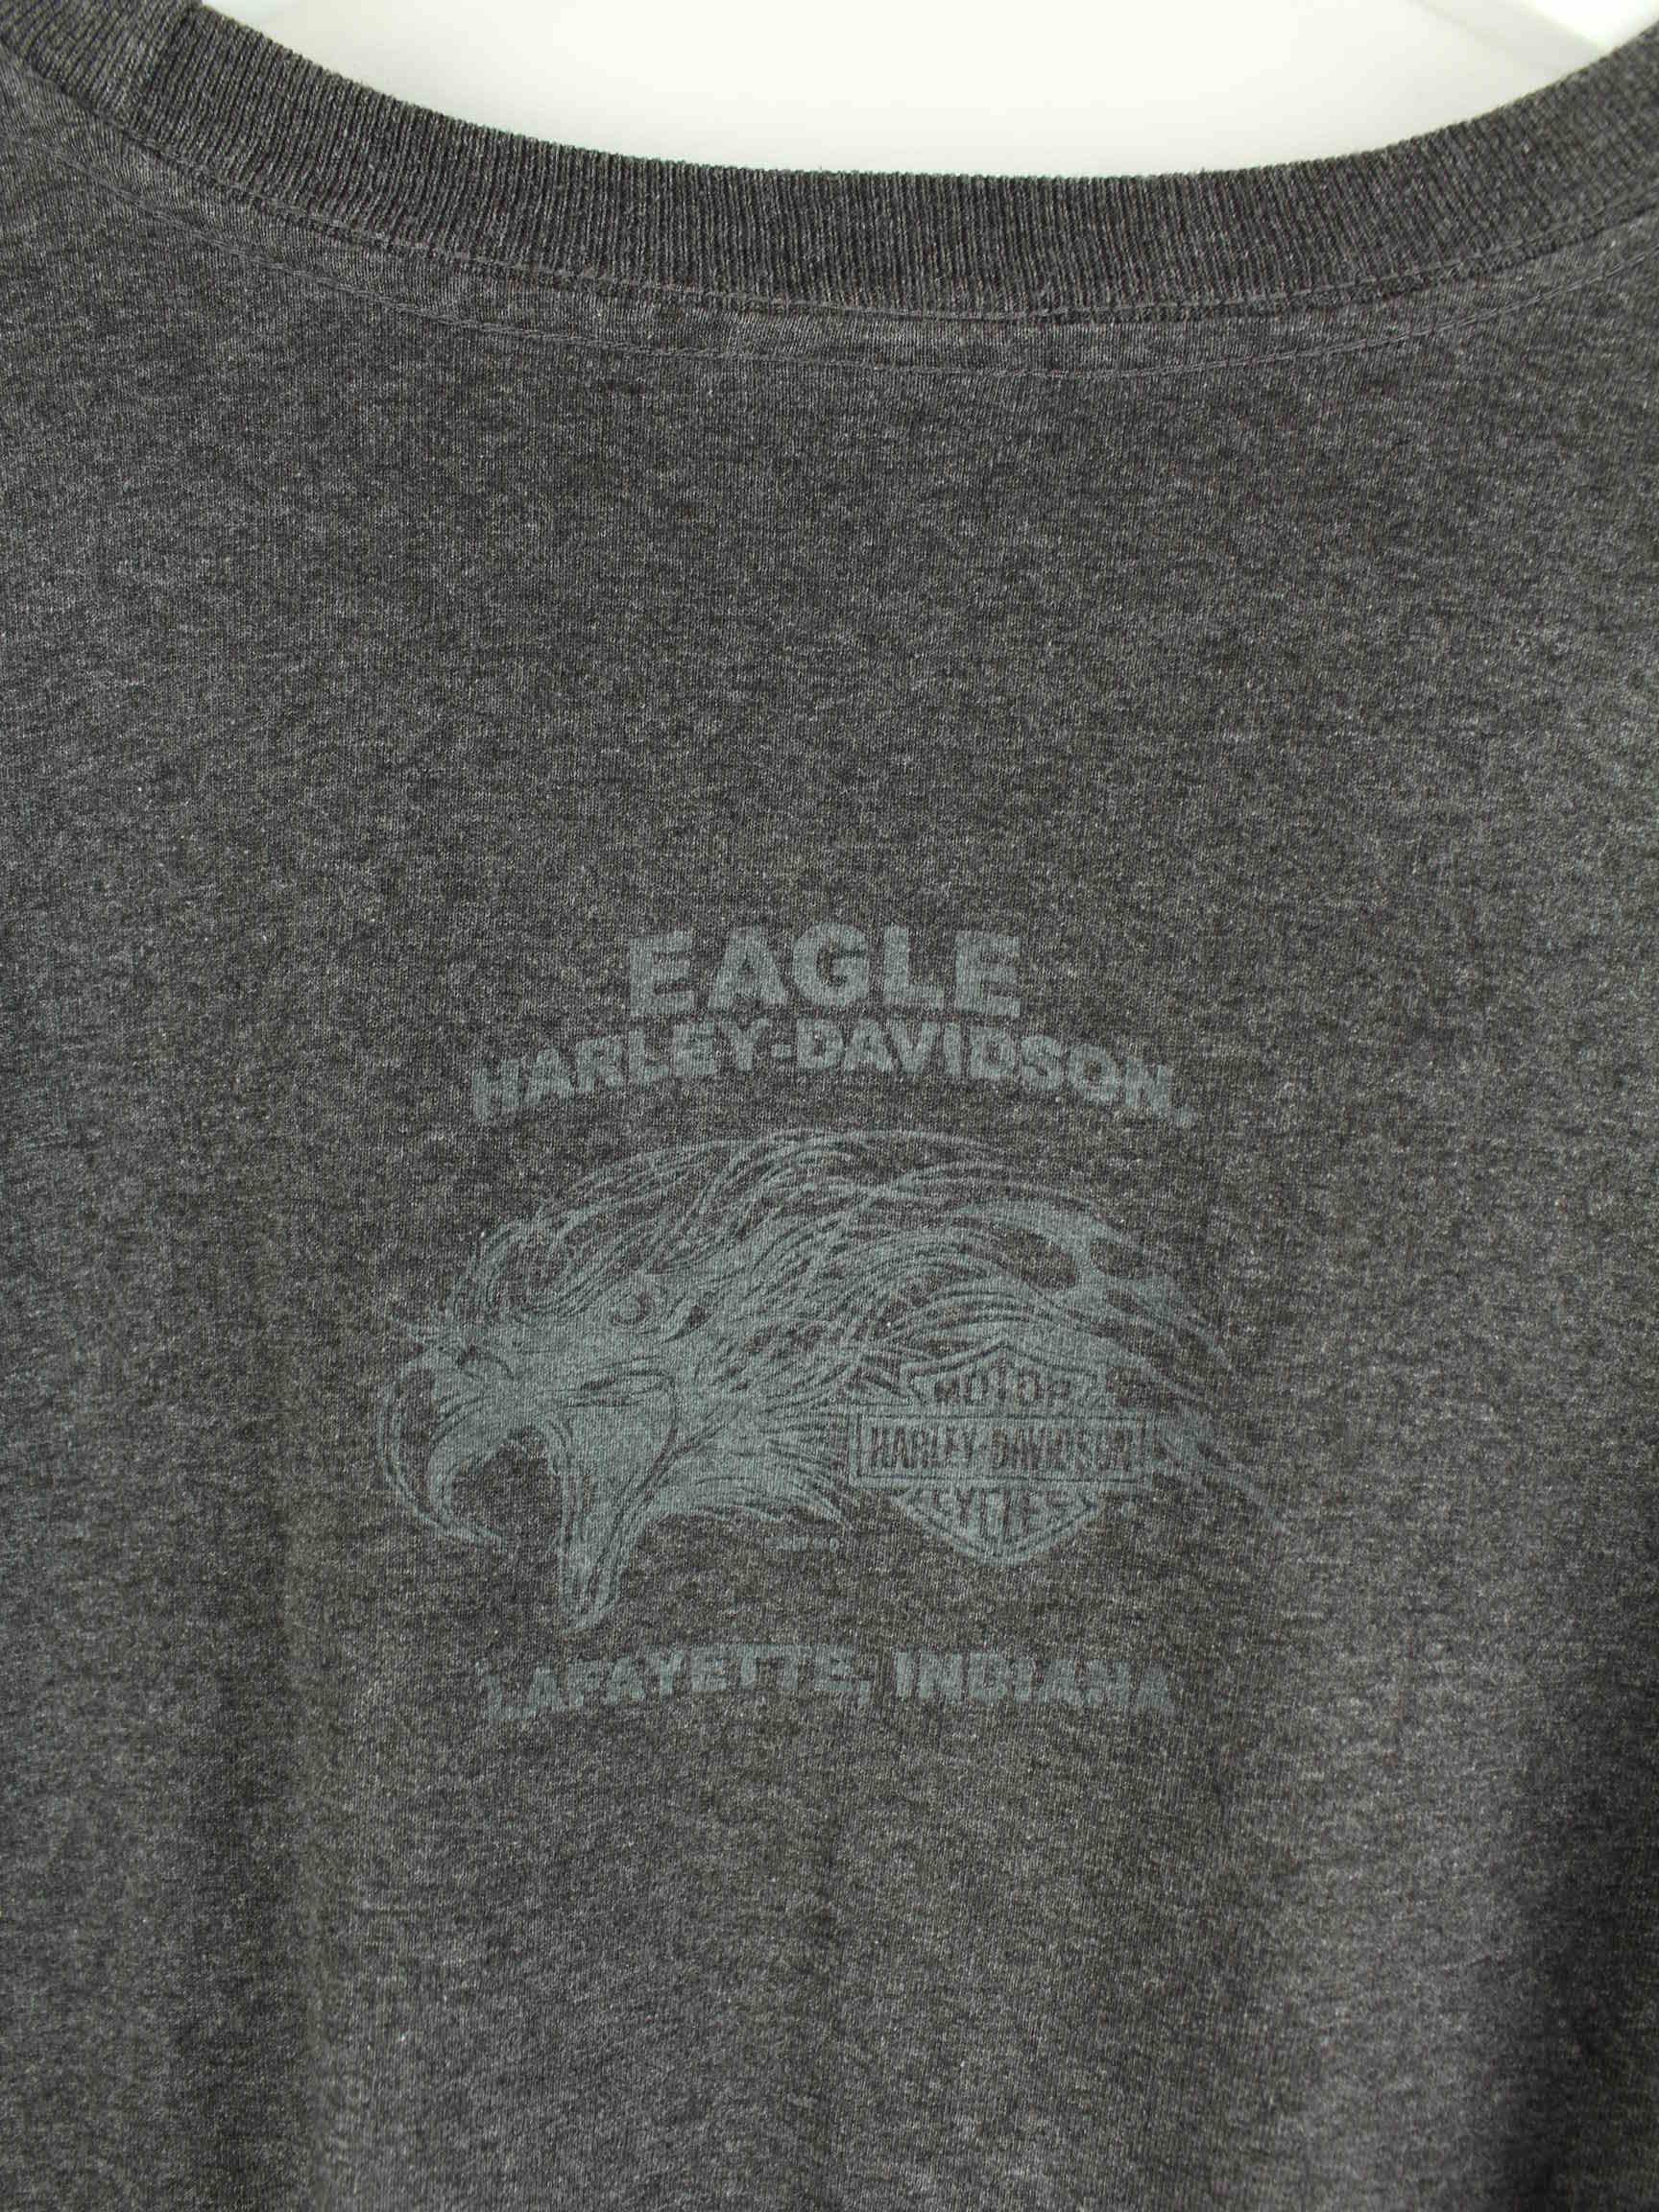 EAGLE
HARLEY-DAVIDSON
MOTOR
HARLEY-DAVIDSON
CYCLES
LAFAYETTE, INDIANA